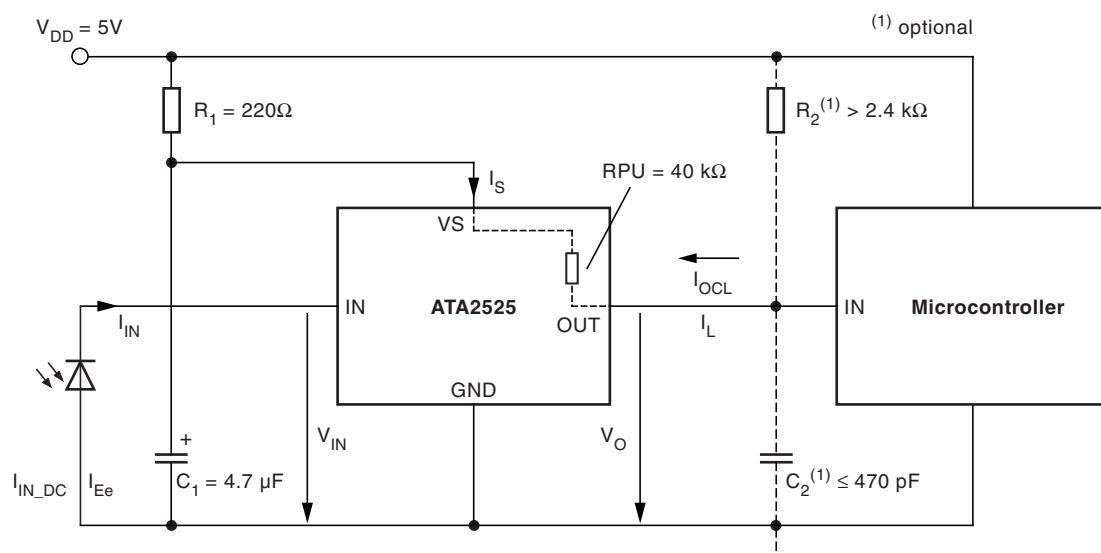 V_DD = 5V
(1) optional
R_1 = 220Ω
R_2^(1) > 2.4 kΩ
RPU = 40 kΩ
I_S
VS
I_OCL
IN
ATA2525
IN
Microcontroller
I_IN
OUT
I_L
GND
V_IN
V_O
+
I_IN_DC
I_Ee
C_1 = 4.7 µF
C_2^(1) ≤ 470 pF